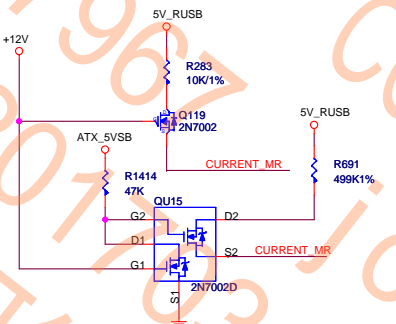 5V_RUSB
+12V
R283
10K/1%
Q119
2N7002
5V_RUSB
ATX_5VSB
CURRENT_MR
R691
499K1%
R1414
47K
QU15
G2
D2
D1
S2
CURRENT_MR
G1
2N7002D
S1